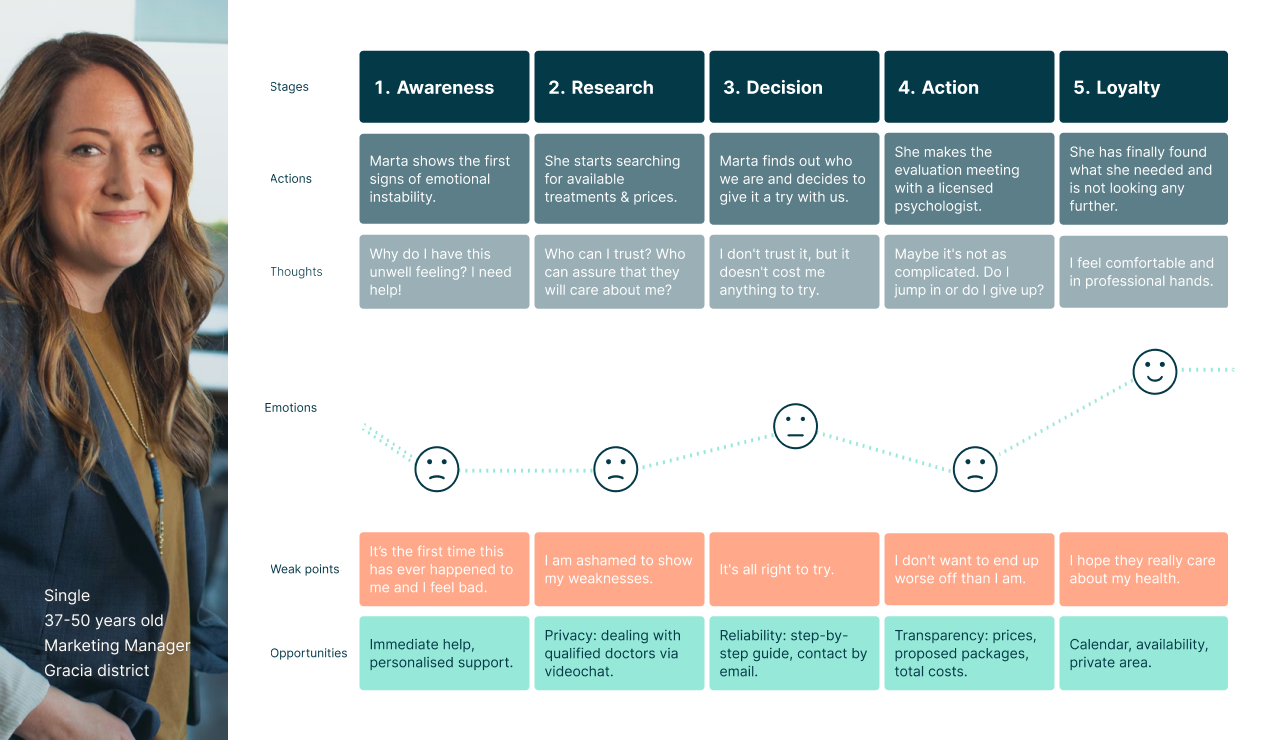 Single
37-50 years old
Marketing Manager
Gracia district
Stages
1. Awareness
2. Research
3. Decision
4. Action
5. Loyalty
Actions
Marta shows the first
signs of emotional
instability.
She starts searching
for available
treatments & prices.
Marta finds out who
we are and decides to
give it a try with us.
She makes the
evaluation meeting
with a licensed
psychologist.
She has finally found
what she needed and
is not looking any
further.
Thoughts
Why do I have this
unwell feeling? I need
help!
Who can I trust? Who
can assure that they
will care about me?
I don't trust it, but it
doesn't cost me
anything to try.
Maybe it's not as
complicated. Do I
jump in or do I give up?
I feel comfortable and
in professional hands.
Emotions
Weak points
It's the first time this
has ever happened to
me and I feel bad.
I am ashamed to show
my weaknesses.
It's all right to try.
I don't want to end up
worse off than I am.
I hope they really care
about my health.
Opportunities
Immediate help,
personalised support.
Privacy: dealing with
qualified doctors via
videochat.
Reliability: step-by-
step guide, contact by
email.
Transparency: prices,
proposed packages,
total costs.
Calendar, availability,
private area.